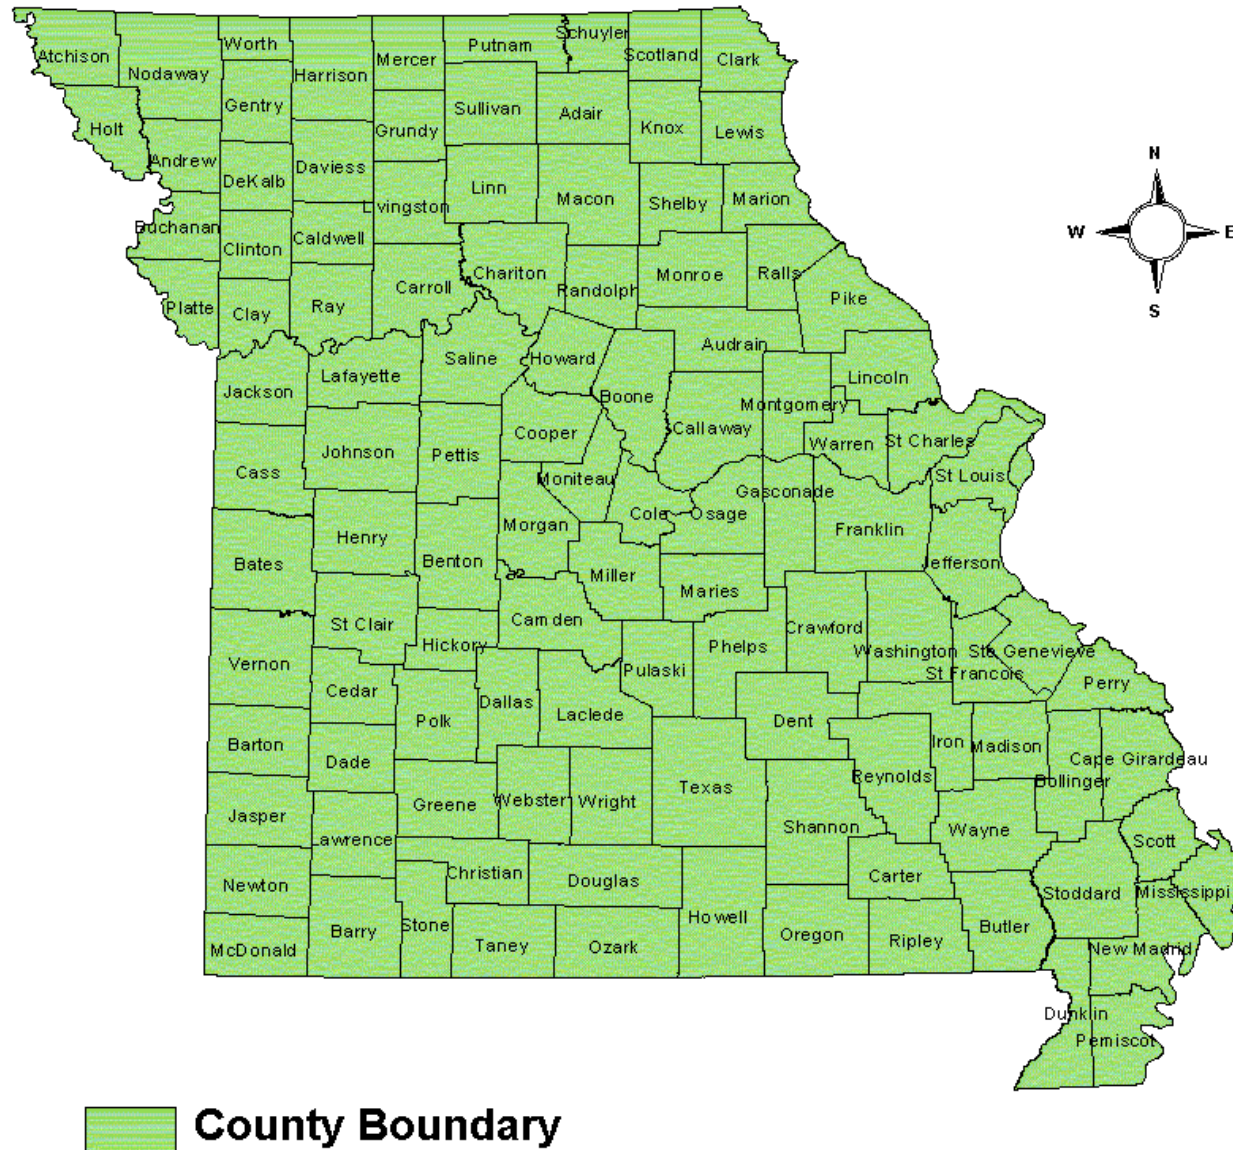 Atchison
Nodaway
Worth
Harrison
Mercer
Putnam
Schuyler
Scotland
Clark
Holt
Gentry
Grundy
Sullivan
Adair
Knox
Lewis
Andrew
DeKalb
Daviess
Livingston
Linn
Macon
Shelby
Marion
N
W
E
S
Buchanan
Clinton
Caldwell
Carroll
Chariton
Randolph
Monroe
Ralls
Pike
Platte
Clay
Ray
Saline
Howard
Audrain
Jackson
Lafayette
Boone
Lincoln
Montgomery
Cass
Johnson
Pettis
Cooper
Callaway
Warren
St Charles
Moniteau
Gasconade
St Louis
Bates
Henry
Benton
Morgan
Cole
Osage
Franklin
Jefferson
Miller
Maries
Vernon
St Clair
Hickory
Camden
Pulaski
Phelps
Crawford
Washington
Ste Genevieve
St Francois
Perry
Cedar
Polk
Dallas
Laclede
Dent
Iron
Madison
Barton
Dade
Texas
Reynolds
Bollinger
Cape Girardeau
Jasper
Lawrence
Greene
Webster
Wright
Shannon
Wayne
Scott
Newton
Christian
Douglas
Carter
Stoddard
Mississippi
McDonald
Barry
Stone
Taney
Ozark
Howell
Oregon
Ripley
Butler
New Madrid
Dunklin
Pemiscot
County Boundary